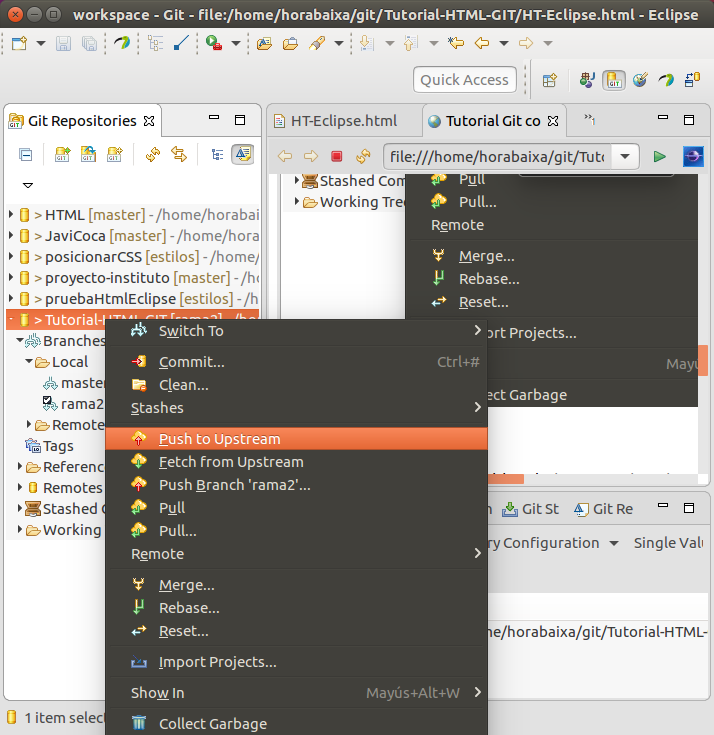 workspace - Git - file:/home/horabaixa/git/Tutorial-HTML-GIT/HT-Eclipse.html - Eclipse
Quick Access
GIT
Git Repositories
HT-Eclipse.html
Tutorial Git co
file:///home/horabaixa/git/Tuto
> HTML [master] - /home/horabai
> JaviCoca [master] - /home/hora
> posicionarCSS [estilos] - /home/
> proyecto-instituto [master] - /h
> pruebaHtmlEclipse [estilos] - /h
> Tutorial-HTML-GIT [rama2] - /ho
Branches
Local
master
rama2
Remote
Tags
Referenc
Remotes
Stashed C
Working
Stashed Com
Working Tree
Pull
Pull...
Remote
Merge...
Rebase...
Reset...
ort Projects...
Mayú
ect Garbage
Switch To
Commit... Ctrl+#
Clean...
Stashes
Push to Upstream
Fetch from Upstream
Push Branch 'rama2'...
Pull
Pull...
Remote
Merge...
Rebase...
Reset...
Import Projects...
Show In Mayús+Alt+W
Collect Garbage
n Git St Git Re
ry Configuration Single Valu
e/horabaixa/git/Tutorial-HTML-
1 item select